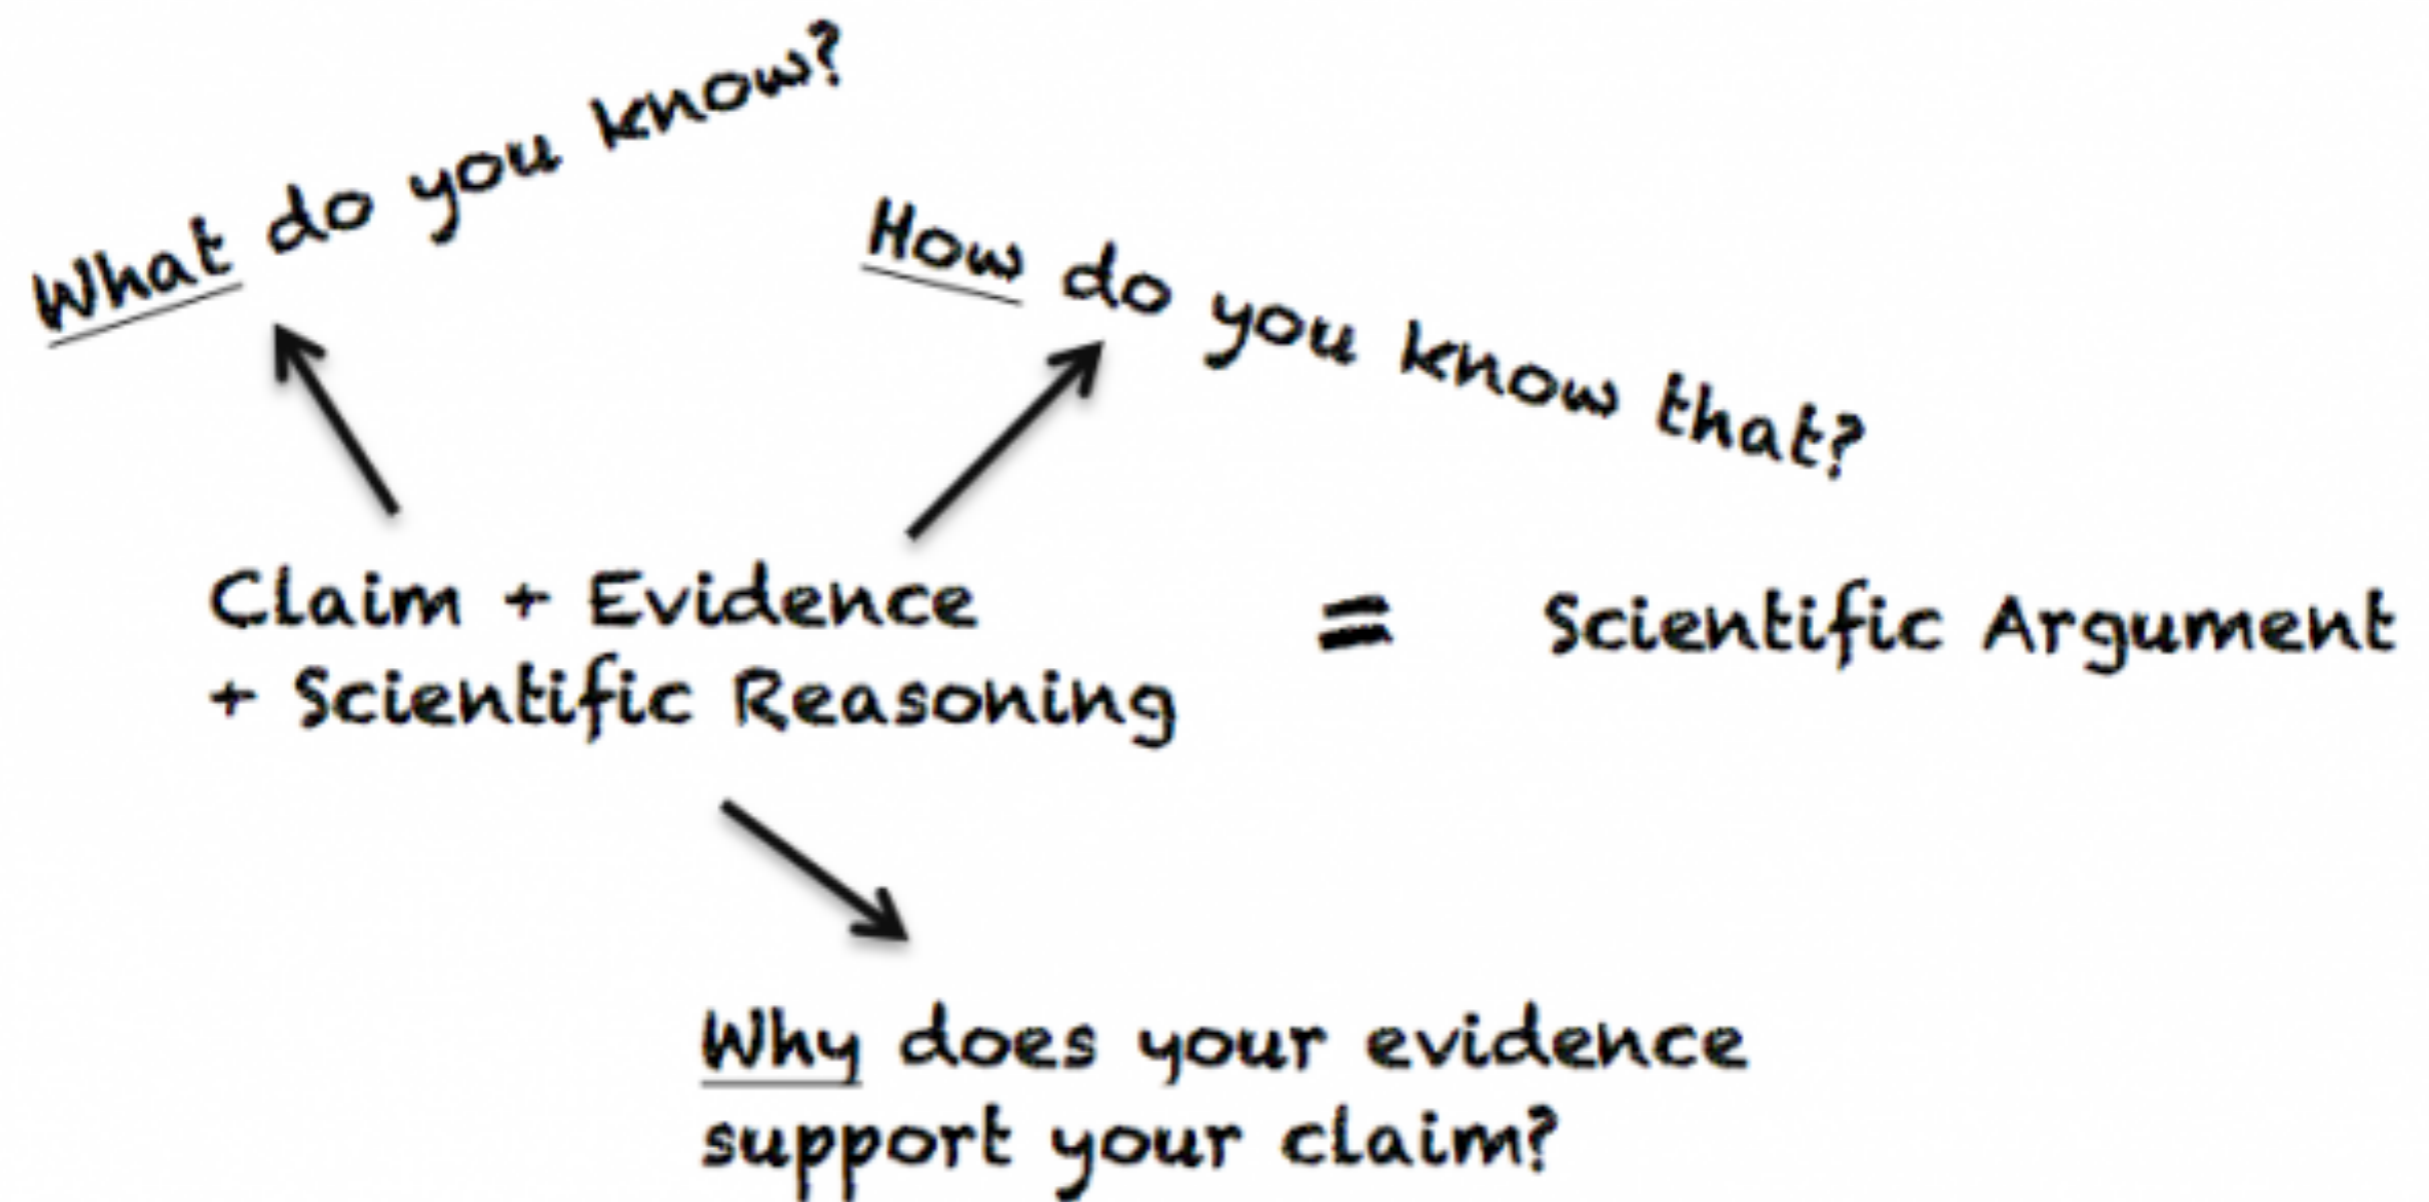 What do you know?
How do you know that?
Claim + Evidence
+ Scientific Reasoning
= Scientific Argument
Why does your evidence
support your claim?